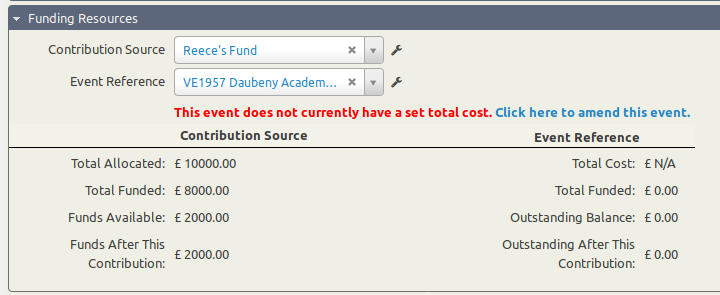 Funding Resources
Contribution Source Reece's Fund
Event Reference VE1957 Daubeny Academ...
This event does not currently have a set total cost. Click here to amend this event.
Contribution Source Event Reference
Total Allocated: £ 10000.00 Total Cost: £ N/A
Total Funded: £ 8000.00 Total Funded: £ 0.00
Funds Available: £ 2000.00 Outstanding Balance: £ 0.00
Funds After This
Contribution: £ 2000.00
Outstanding After This
Contribution: £ 0.00